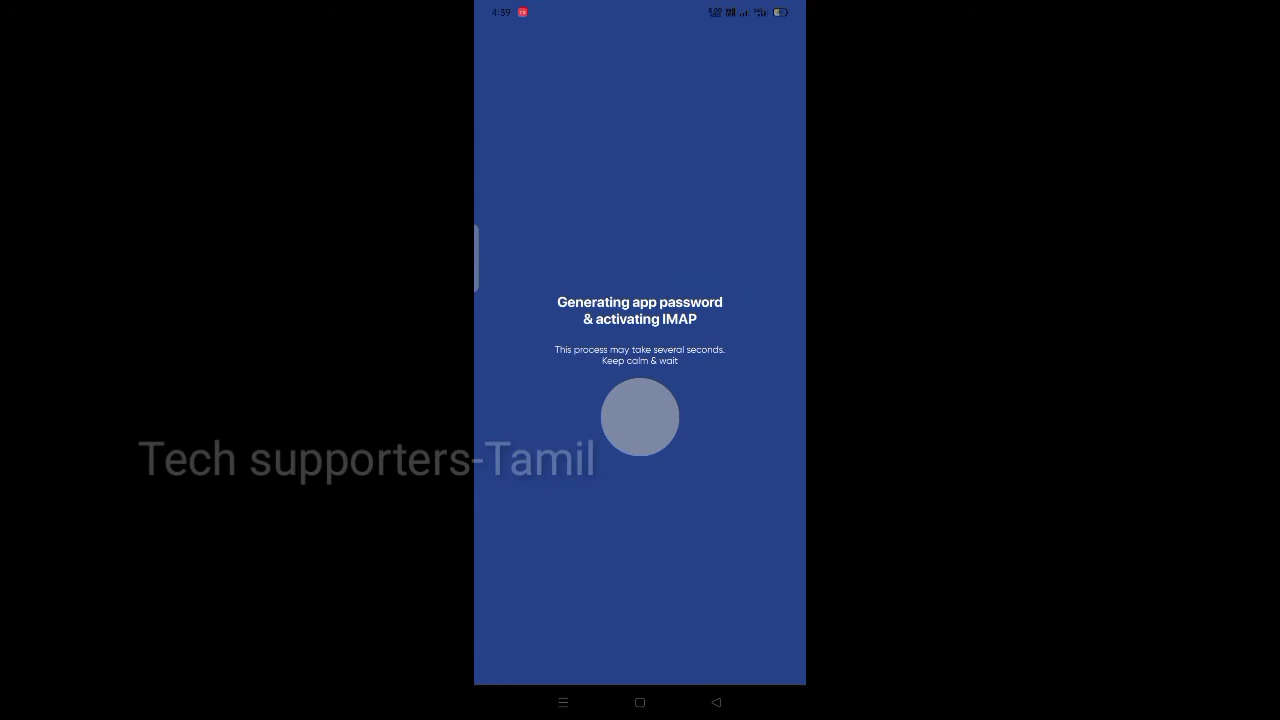 4:39
Generating app password
& activating IMAP
This process may take several seconds.
Keep calm & wait
Tech supporters-Tamil